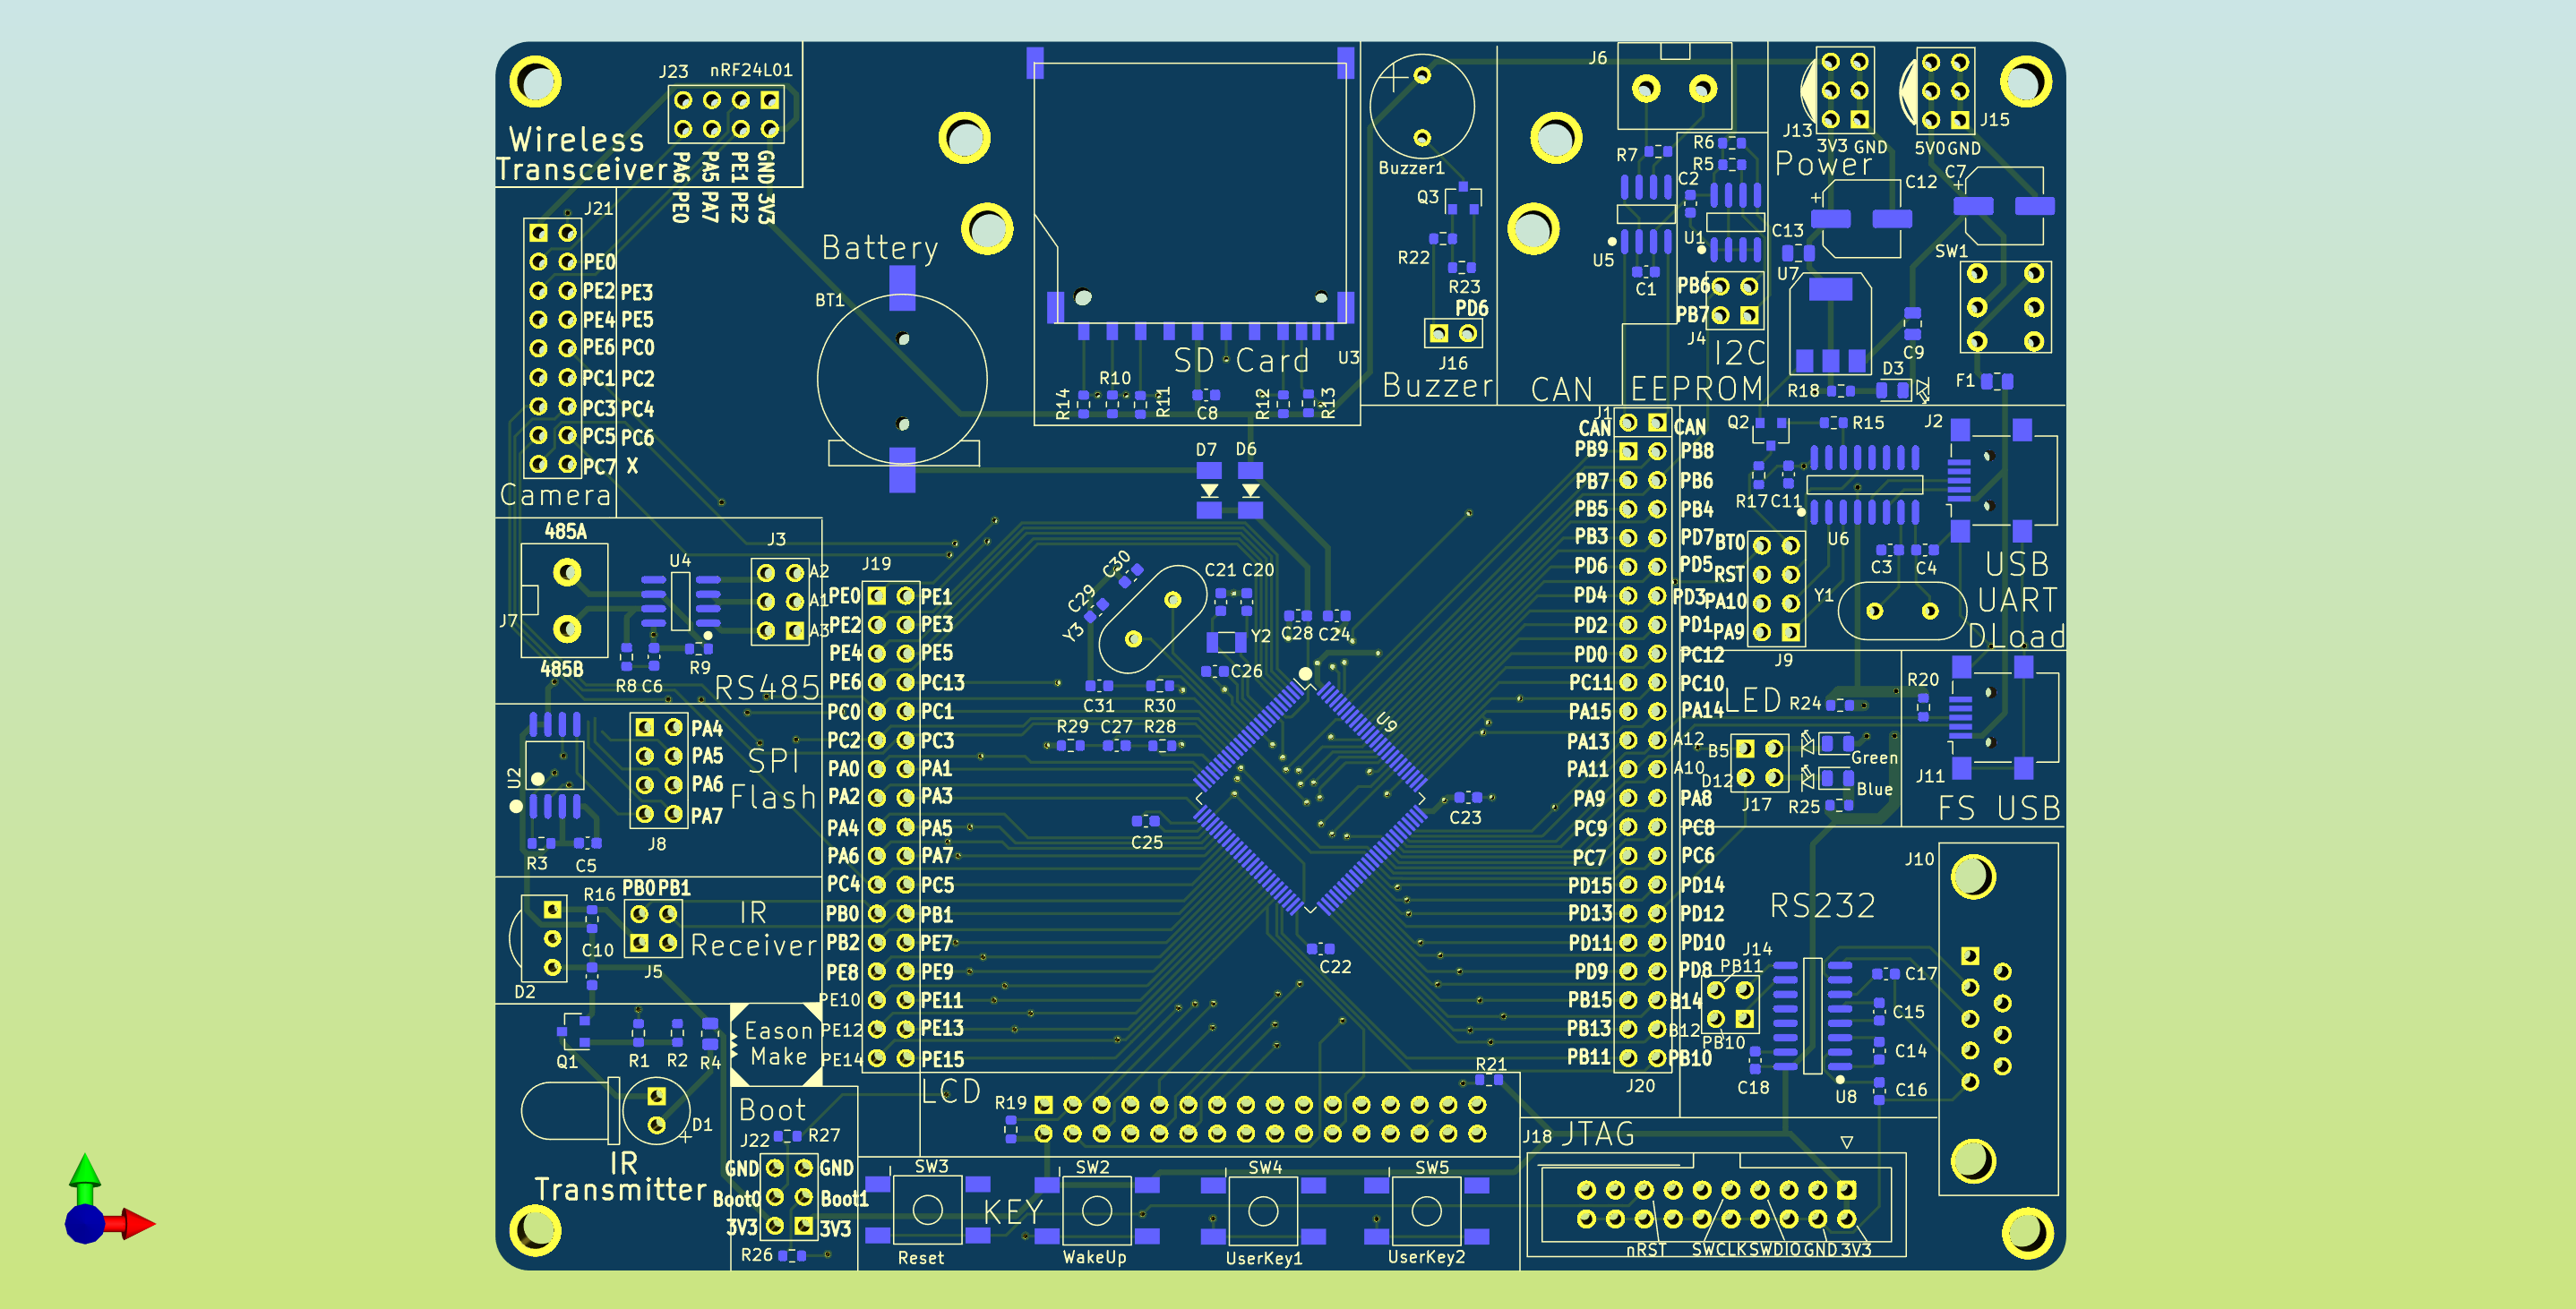 J23 nRF24L01
Wireless
Transceiver
PA6 PE0
PA5 PA7
PE1 PE2
GND 3V3
J21
PE0
PE2 PE3
PE4 PE5
PE6 PC0
PC1 PC2
PC3 PC4
PC5 PC6
PC7 X
Camera
Battery
BT1
SD Card
U3
R14
R10
R11
C8
R12
R13
Buzzer1
Q3
R22
R23
PD6
J16
Buzzer
J6
R7
R6
R5
C2
U1
U5
C1
PB6
PB7
J4
CAN
I2C
EEPROM
J13
3V3 GND
J15
5V0 GND
Power
C12
C7
+
+
C13
U7
SW1
C9
D3
R18
F1
J1
CAN CAN
PB9 PB8
PB7 PB6
PB5 PB4
PB3 PD7
PD6 PD5
PD4 PD3
PD2 PD1
PD0 PC12
PC11 PC10
PA15 PA14
PA13 A12
PA11 A10
PA9 PA8
PC9 PC8
PC7 PC6
PD15 PD14
PD13 PD12
PD11 PD10
PD9 PD8
PB15 B14
PB13 B12
PB11 PB10
J20
Q2
R15
J2
R17
C11
U6
C3
C4
BT0
RST
PA10
PA9
J9
Y1
USB
UART
DLoad
LED
R24
R20
B5
D12
J17
Green
Blue
R25
J11
FS USB
J10
RS232
J14
PB11
PB10
C17
C15
C14
C16
C18
U8
485A
J7
485B
U4
J3
A2
A1
A3
R8
C6
R9
RS485
U2
R3
C5
PA4
PA5
PA6
PA7
J8
SPI
Flash
R16
PB0 PB1
C10
D2
J5
IR
Receiver
Q1
R1
R2
R4
D1
+
IR
Transmitter
Eason
Make
Boot
J22
R27
GND GND
Boot0 Boot1
3V3 3V3
R26
D7
D6
J19
PE0 PE1
PE2 PE3
PE4 PE5
PE6 PC13
PC0 PC1
PC2 PC3
PA0 PA1
PA2 PA3
PA4 PA5
PA6 PA7
PC4 PC5
PB0 PB1
PB2 PE7
PE8 PE9
PE10 PE11
PE12 PE13
PE14 PE15
C30
C29
Y3
C21
C20
Y2
C26
C28
C24
C31
R30
R29
C27
R28
U9
C25
C23
C22
LCD
R19
R21
J18
JTAG
SW3
SW2
SW4
SW5
KEY
Reset
WakeUp
UserKey1
UserKey2
nRST SWCLK SWDIO GND 3V3